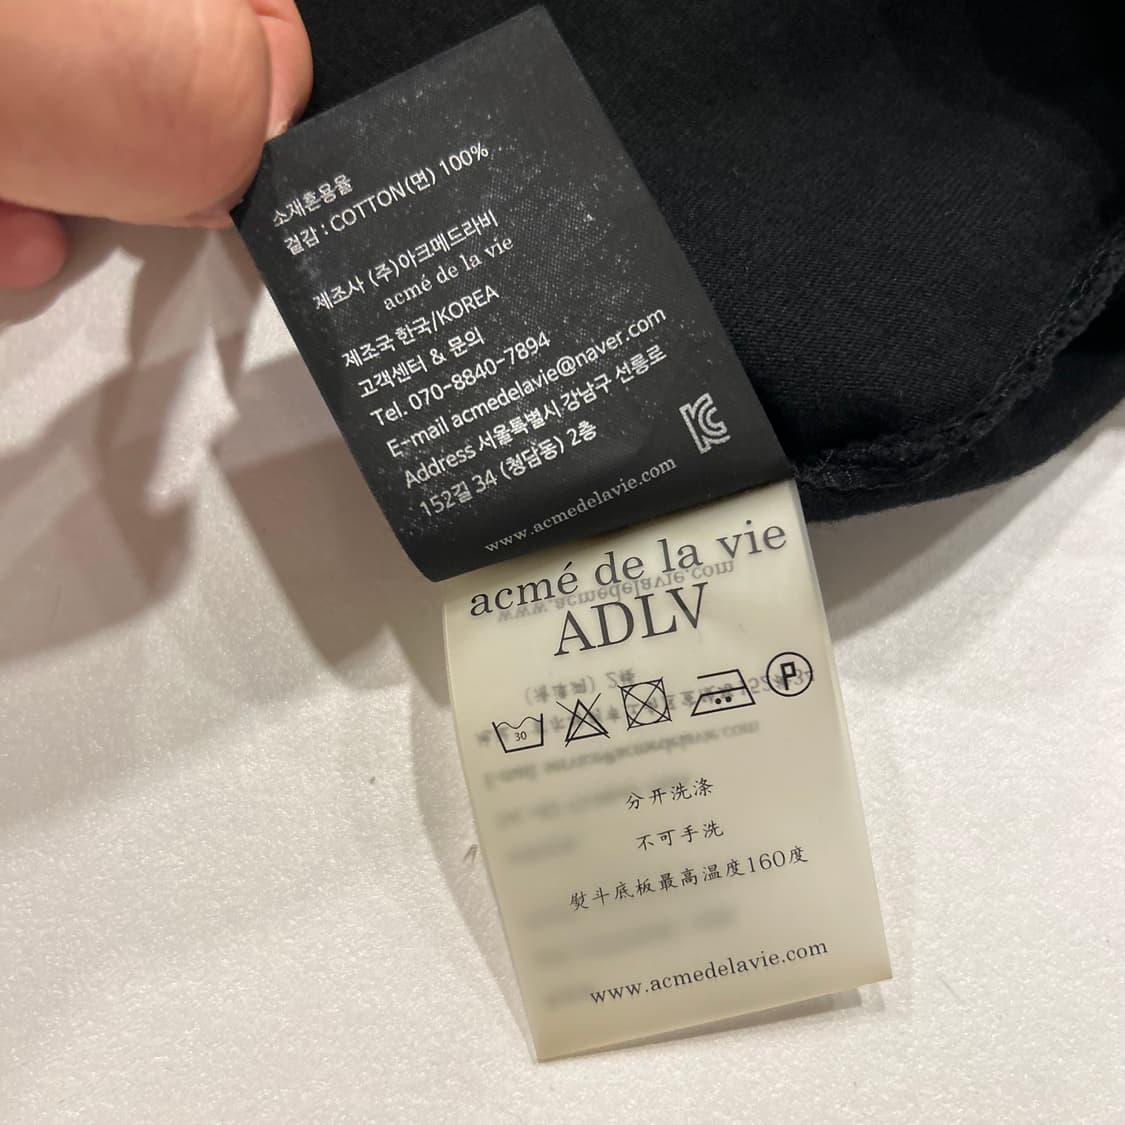 소재혼용율
겉감 : COTTON(면) 100%
제조사 (주)아크메드라비
acmé de la vie
제조국 한국/KOREA
고객센터 & 문의
Tel. 070-8840-7894
E-mail acmedelavie@naver.com
Address 서울특별시 강남구 선릉로
152길 34 (청담동) 2층
www.acmedelavie.com
acmé de la vie
ADLV
30
P
分开洗涤
不可手洗
熨斗底板最高温度160度
www.acmedelavie.com